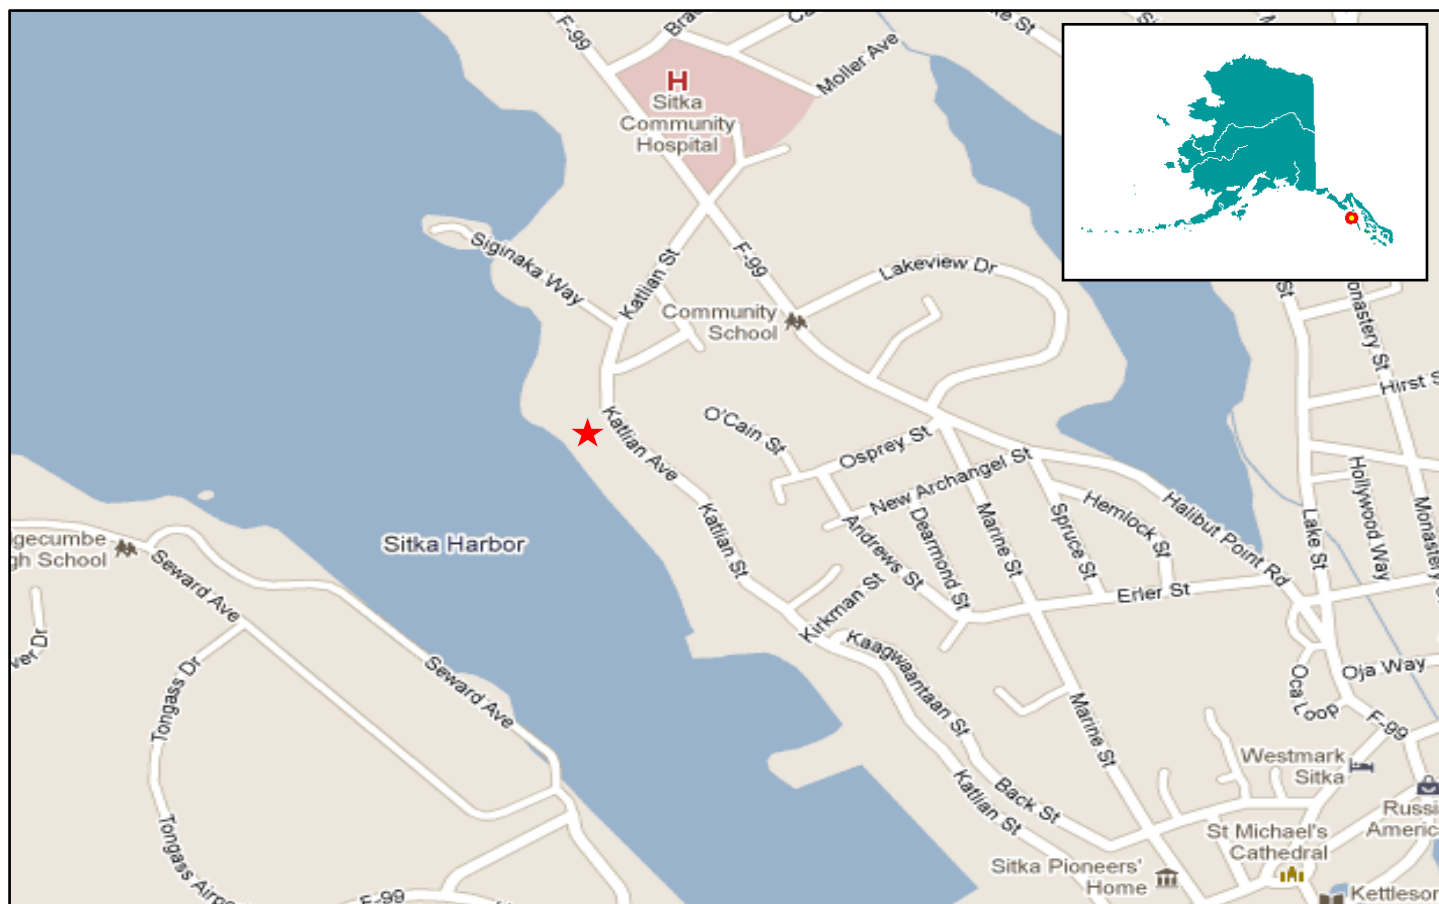 F-99
Moller Ave
H
Sitka
Community
Hospital
Siginaka Way
Katlian St
F-99
Lakeview Dr
Community
School
St
Hirst S
O'Cain St
Osprey St
Katlian Ave
New Archangel St
Halibut Point Rd
Hemlock St
Spruce St
Marine St
Dearmond St
Andrews St
Katlian St
Lake St
Hollywood Way
Monastery
Sitka Harbor
Seward Ave
Erler St
Kirkman St
Kaagwaantaan St
Oja Way
Oca Loop
F-99
Tongass Dr
Seward Ave
Marine St
Westmark
Sitka
Back St
Katlian St
St Michael's
Cathedral
Sitka Pioneers'
Home
F-99